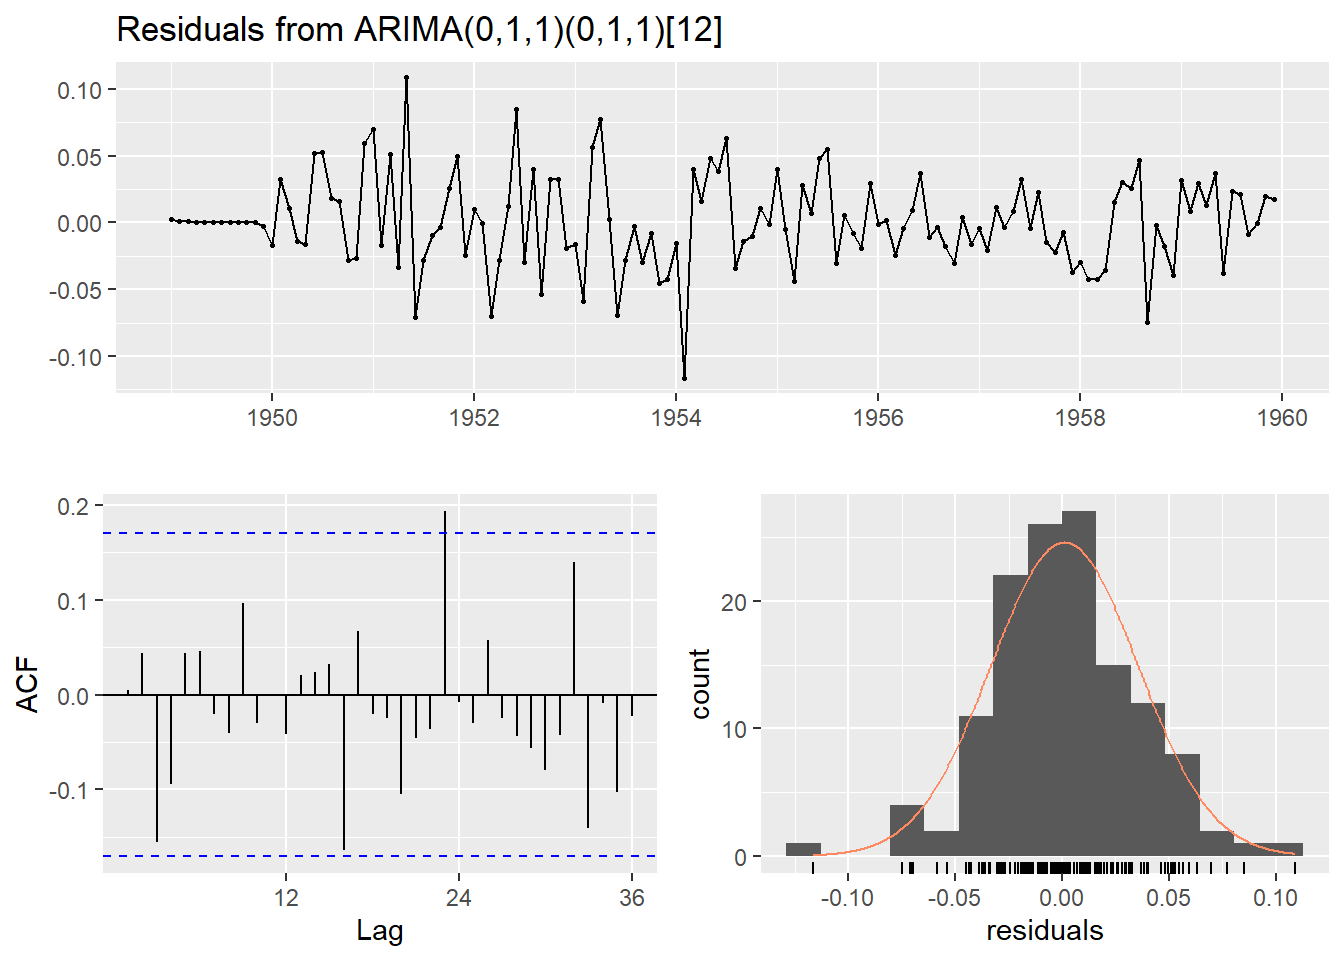 Residuals from ARIMA(0,1,1)(0,1,1)[12]
0.10
0.05
0.00
-0.05
-0.10
1950 1952 1954 1956 1958 1960
0.2
0.1
0.0
-0.1
ACF
12 24 36
Lag
20
10
0
count
-0.10 -0.05 0.00 0.05 0.10
residuals